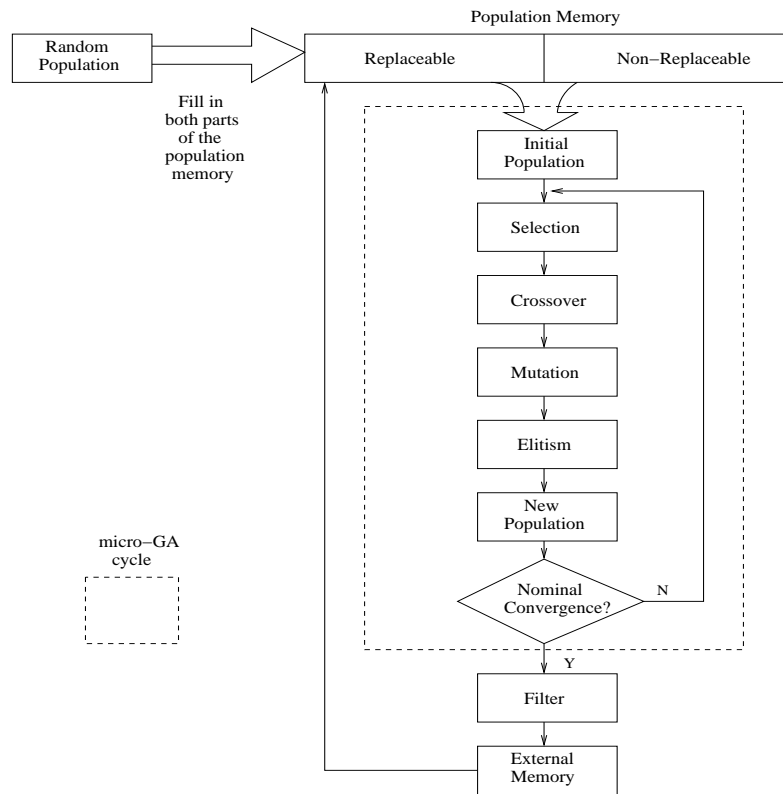 Population Memory
Random
Population
Replaceable
Non−Replaceable
Fill in
both parts
of the
population
memory
Initial
Population
Selection
Crossover
Mutation
Elitism
New
Population
micro−GA
cycle
Nominal
Convergence?
N
Y
Filter
External
Memory